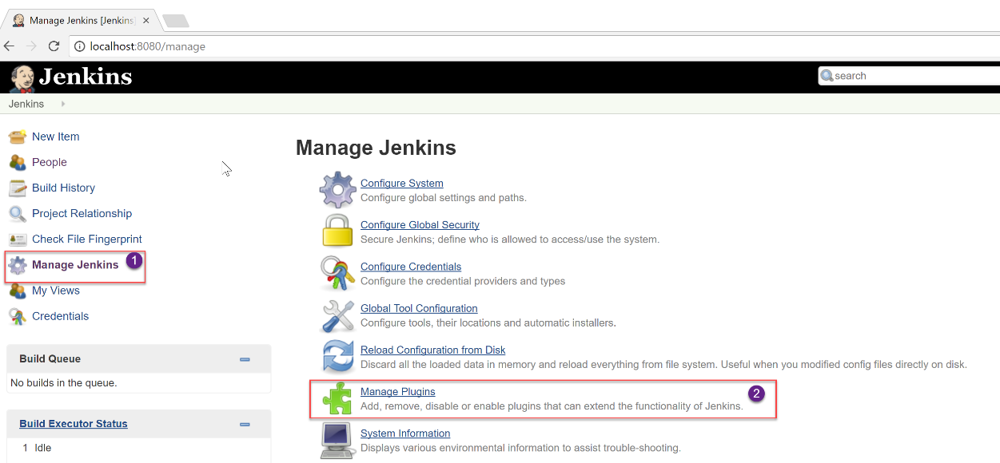 Manage Jenkins [Jenkins]
localhost:8080/manage
Jenkins
search
Jenkins
New Item
People
Build History
Project Relationship
Check File Fingerprint
Manage Jenkins
1
My Views
Credentials
Build Queue
No builds in the queue.
Build Executor Status
1 Idle
Manage Jenkins
Configure System
Configure global settings and paths.
Configure Global Security
Secure Jenkins; define who is allowed to access/use the system.
Configure Credentials
Configure the credential providers and types
Global Tool Configuration
Configure tools, their locations and automatic installers.
Reload Configuration from Disk
Discard all the loaded data in memory and reload everything from file system. Useful when you modified config files directly on disk.
Manage Plugins
2
Add, remove, disable or enable plugins that can extend the functionality of Jenkins.
System Information
Displays various environmental information to assist trouble-shooting.